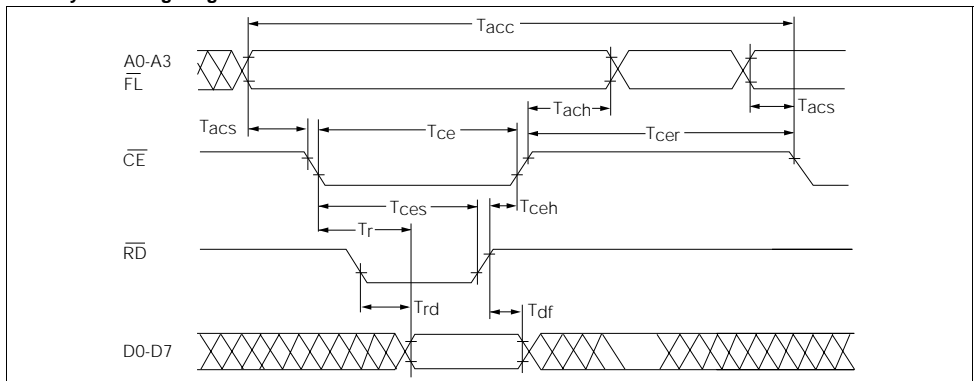 Tacc
A0-A3
FL
Tach
Tacs
Tacs
Tce
Tcer
CE
Tces
Tceh
Tr
RD
Trd
Tdf
D0-D7